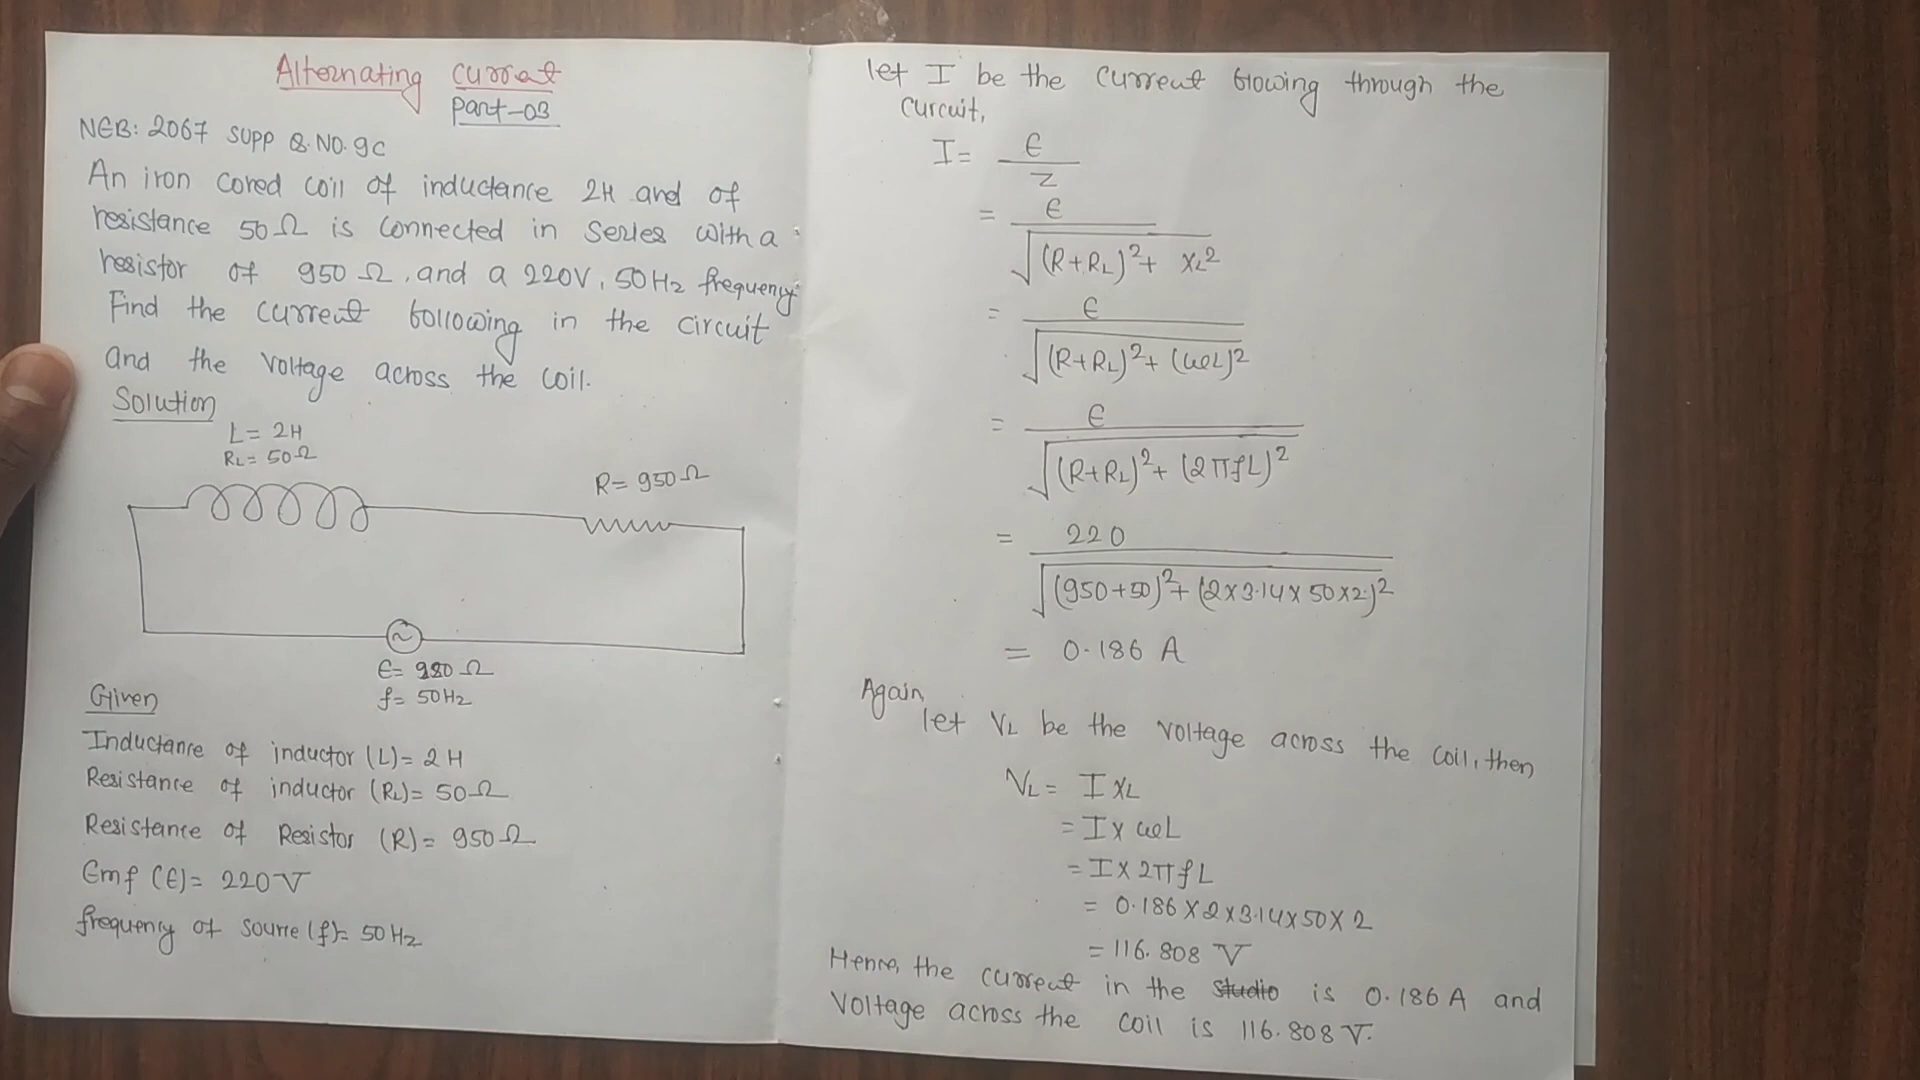 Alternating current
Part-03
NEB: 2067 Supp Q.NO.9C
An iron cored coil of inductance 2H and of
resistance 50Ω is connected in series with a
resistor of 950Ω, and a 220V, 50Hz frequency
Find the current following in the circuit
and the voltage across the coil.
Solution
L= 2H
RL= 50Ω
R= 950Ω
E= 220 Ω
f= 50Hz
Given
Inductance of inductor (L)= 2H
Resistance of inductor (RL)= 50Ω
Resistance of Resistor (R)= 950Ω
Emf (E)= 220V
frequency of source (f)= 50Hz
let I be the current flowing through the
Curcuit,
I= E/Z
= E/√(R+RL)²+ XL²
= E/√(R+RL)²+ (ωL)²
= E/√(R+RL)²+ (2πfL)²
= 220/√(950+50)²+ (2×3.14×50×2)²
= 0.186 A
Again,
let VL be the voltage across the coil, then
VL= I XL
= I× ωL
= I× 2πfL
= 0.186×2×3.14×50×2
= 116.808 V
Hence, the current in the studio is 0.186A and
Voltage across the coil is 116.808V.